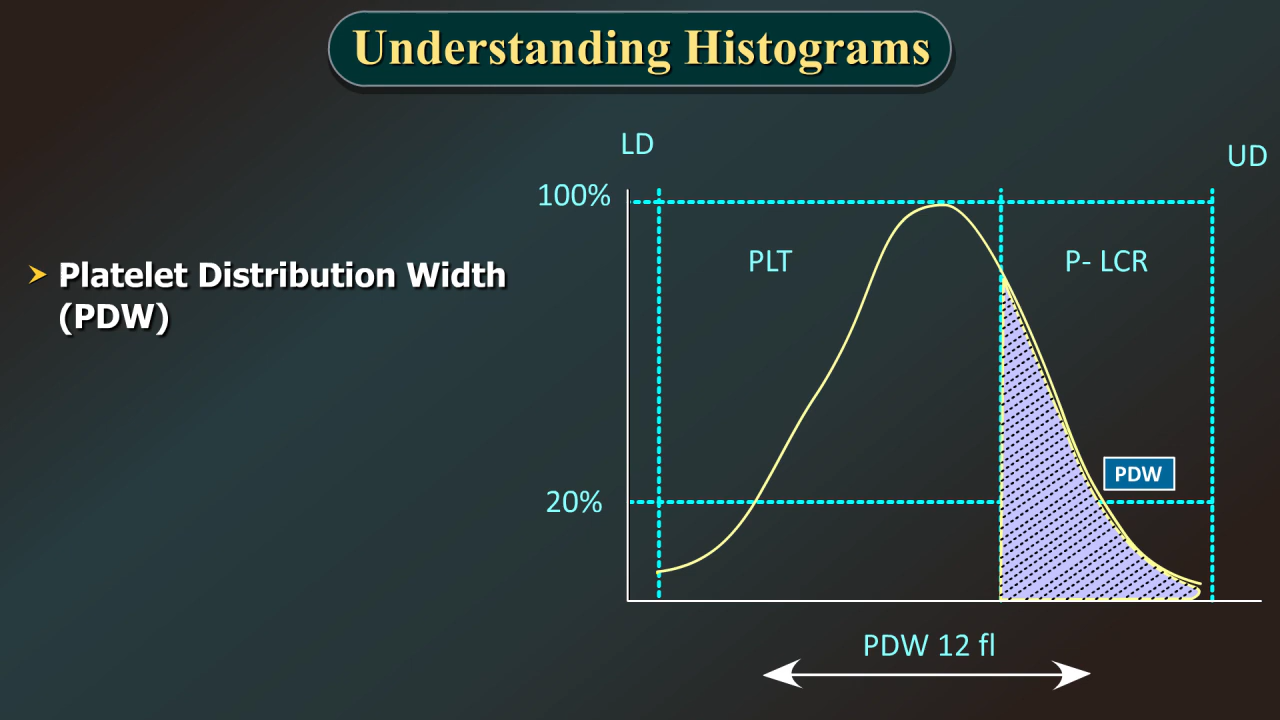 Understanding Histograms
LD
UD
100%
PLT
P- LCR
Platelet Distribution Width
(PDW)
PDW
20%
PDW 12 fl